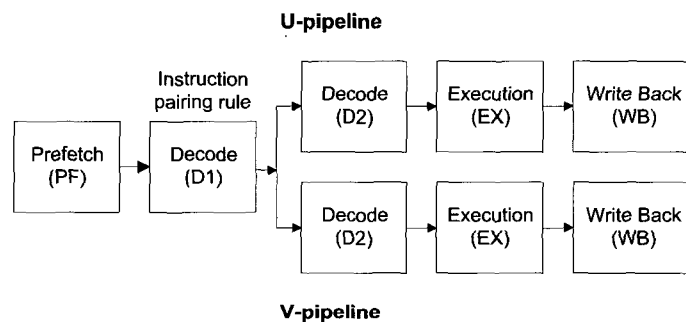 U-pipeline
Instruction
pairing rule
Prefetch
(PF)
Decode
(D1)
Decode
(D2)
Execution
(EX)
Write Back
(WB)
Decode
(D2)
Execution
(EX)
Write Back
(WB)
V-pipeline